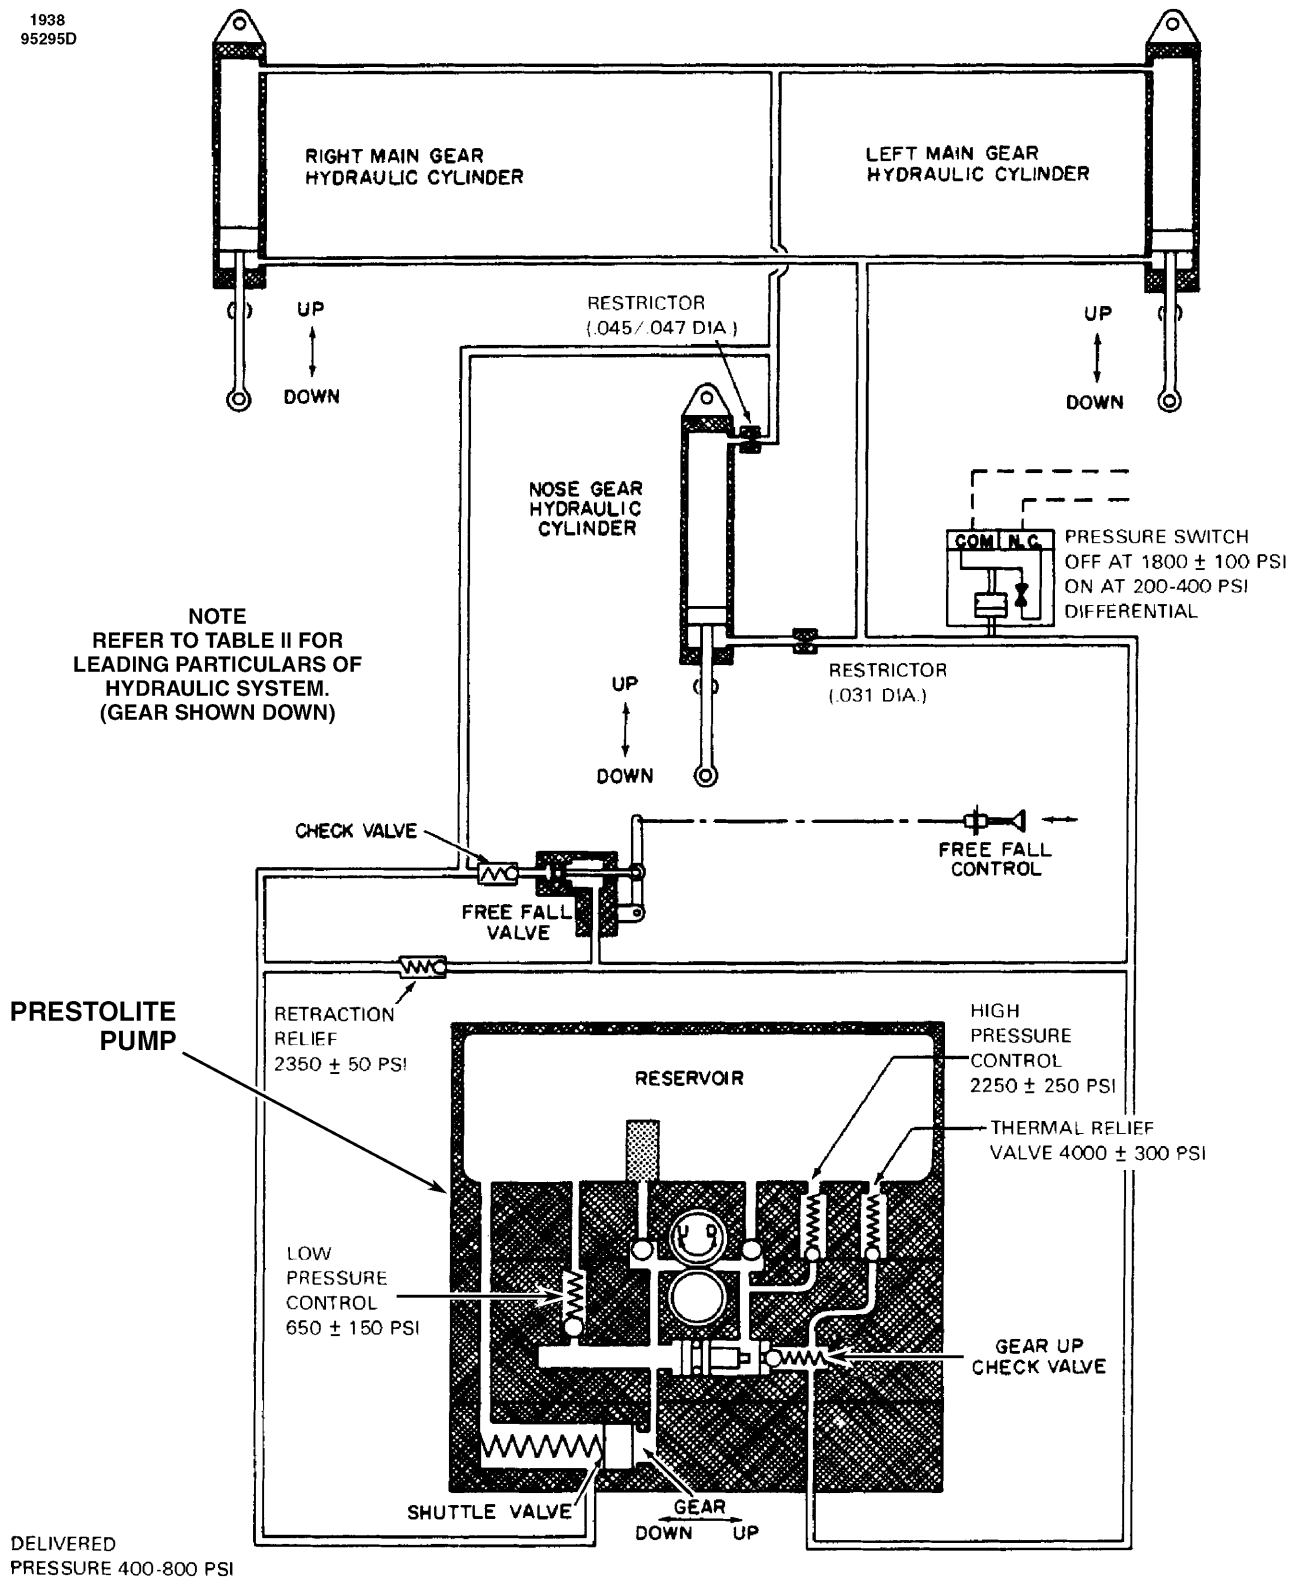 1938
95295D
RIGHT MAIN GEAR
HYDRAULIC CYLINDER
LEFT MAIN GEAR
HYDRAULIC CYLINDER
UP
DOWN
RESTRICTOR
(.045/.047 DIA.)
UP
DOWN
NOSE GEAR
HYDRAULIC
CYLINDER
COM N.C.
PRESSURE SWITCH
OFF AT 1800 ± 100 PSI
ON AT 200-400 PSI
DIFFERENTIAL
NOTE
REFER TO TABLE II FOR
LEADING PARTICULARS OF
HYDRAULIC SYSTEM.
(GEAR SHOWN DOWN)
RESTRICTOR
(.031 DIA.)
UP
DOWN
CHECK VALVE
FREE FALL
CONTROL
FREE FALL
VALVE
PRESTOLITE
PUMP
RETRACTION
RELIEF
2350 ± 50 PSI
HIGH
PRESSURE
CONTROL
2250 ± 250 PSI
RESERVOIR
THERMAL RELIEF
VALVE 4000 ± 300 PSI
U D
LOW
PRESSURE
CONTROL
650 ± 150 PSI
GEAR UP
CHECK VALVE
SHUTTLE VALVE
GEAR
DOWN UP
DELIVERED
PRESSURE 400-800 PSI